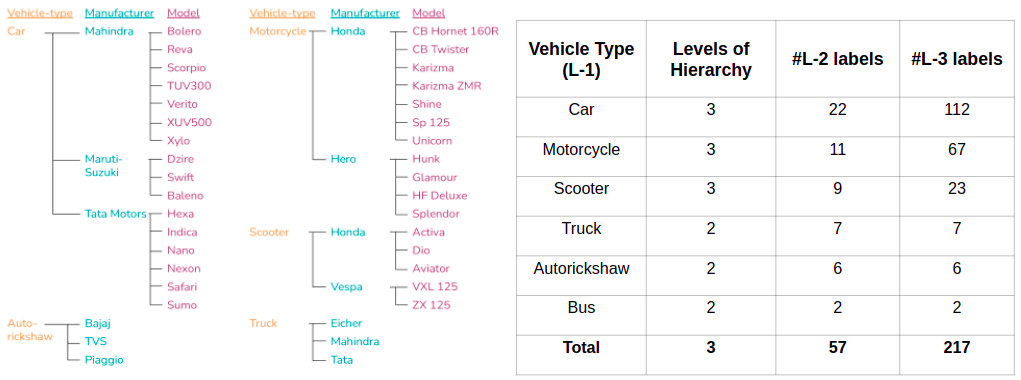 Vehicle-type Manufacturer Model
Car Mahindra Bolero
Reva
Scorpio
TUV300
Verito
XUV500
Xylo
Maruti-
Suzuki
Dzire
Swift
Baleno
Tata Motors Hexa
Indica
Nano
Nexon
Safari
Sumo
Auto-
rickshaw
Bajaj
TVS
Piaggio
Vehicle-type Manufacturer Model
Motorcycle Honda CB Hornet 160R
CB Twister
Karizma
Karizma ZMR
Shine
Sp 125
Unicorn
Hero Hunk
Glamour
HF Deluxe
Splendor
Scooter Honda Activa
Dio
Aviator
Vespa VXL 125
ZX 125
Truck Eicher
Mahindra
Tata
Vehicle Type
(L-1)
Levels of
Hierarchy
#L-2 labels #L-3 labels
Car 3 22 112
Motorcycle 3 11 67
Scooter 3 9 23
Truck 2 7 7
Autorickshaw 2 6 6
Bus 2 2 2
Total 3 57 217